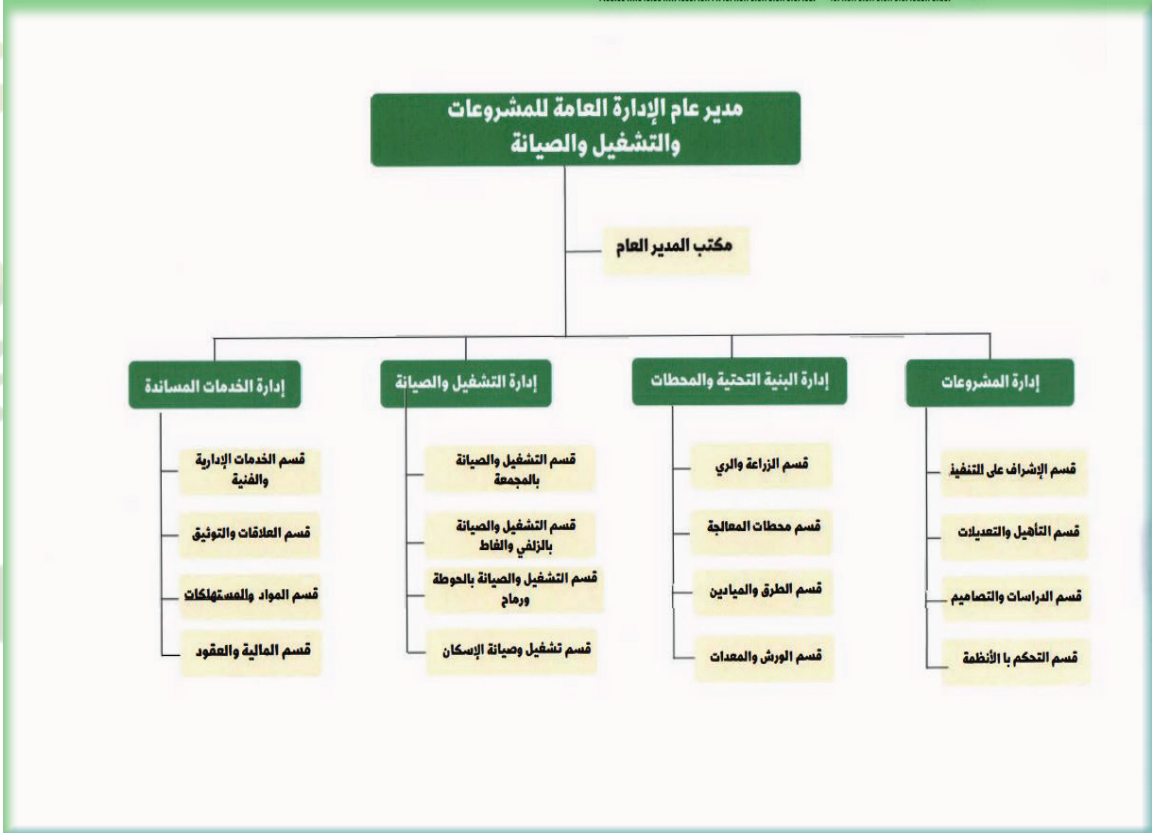 مدير عام الإدارة العامة للمشروعات
والتشغيل والصيانة
مكتب المدير العام
إدارة المشروعات
إدارة البنية التحتية والمحطات
إدارة التشغيل والصيانة
إدارة الخدمات المساندة
قسم الإشراف على التنفيذ
قسم التأهيل والتعديلات
قسم الدراسات والتصاميم
قسم التحكم با الأنظمة
قسم الزراعة والري
قسم محطات المعالجة
قسم الطرق والميادين
قسم الورش والمعدات
قسم التشغيل والصيانة
بالمجمعة
قسم التشغيل والصيانة
بالزلفي والغاط
قسم التشغيل والصيانة بالحوطة
ورماح
قسم تشغيل وصيانة الإسكان
قسم الخدمات الإدارية
والفنية
قسم العلاقات والتوثيق
قسم المواد والمستهلكات
قسم المالية والعقود